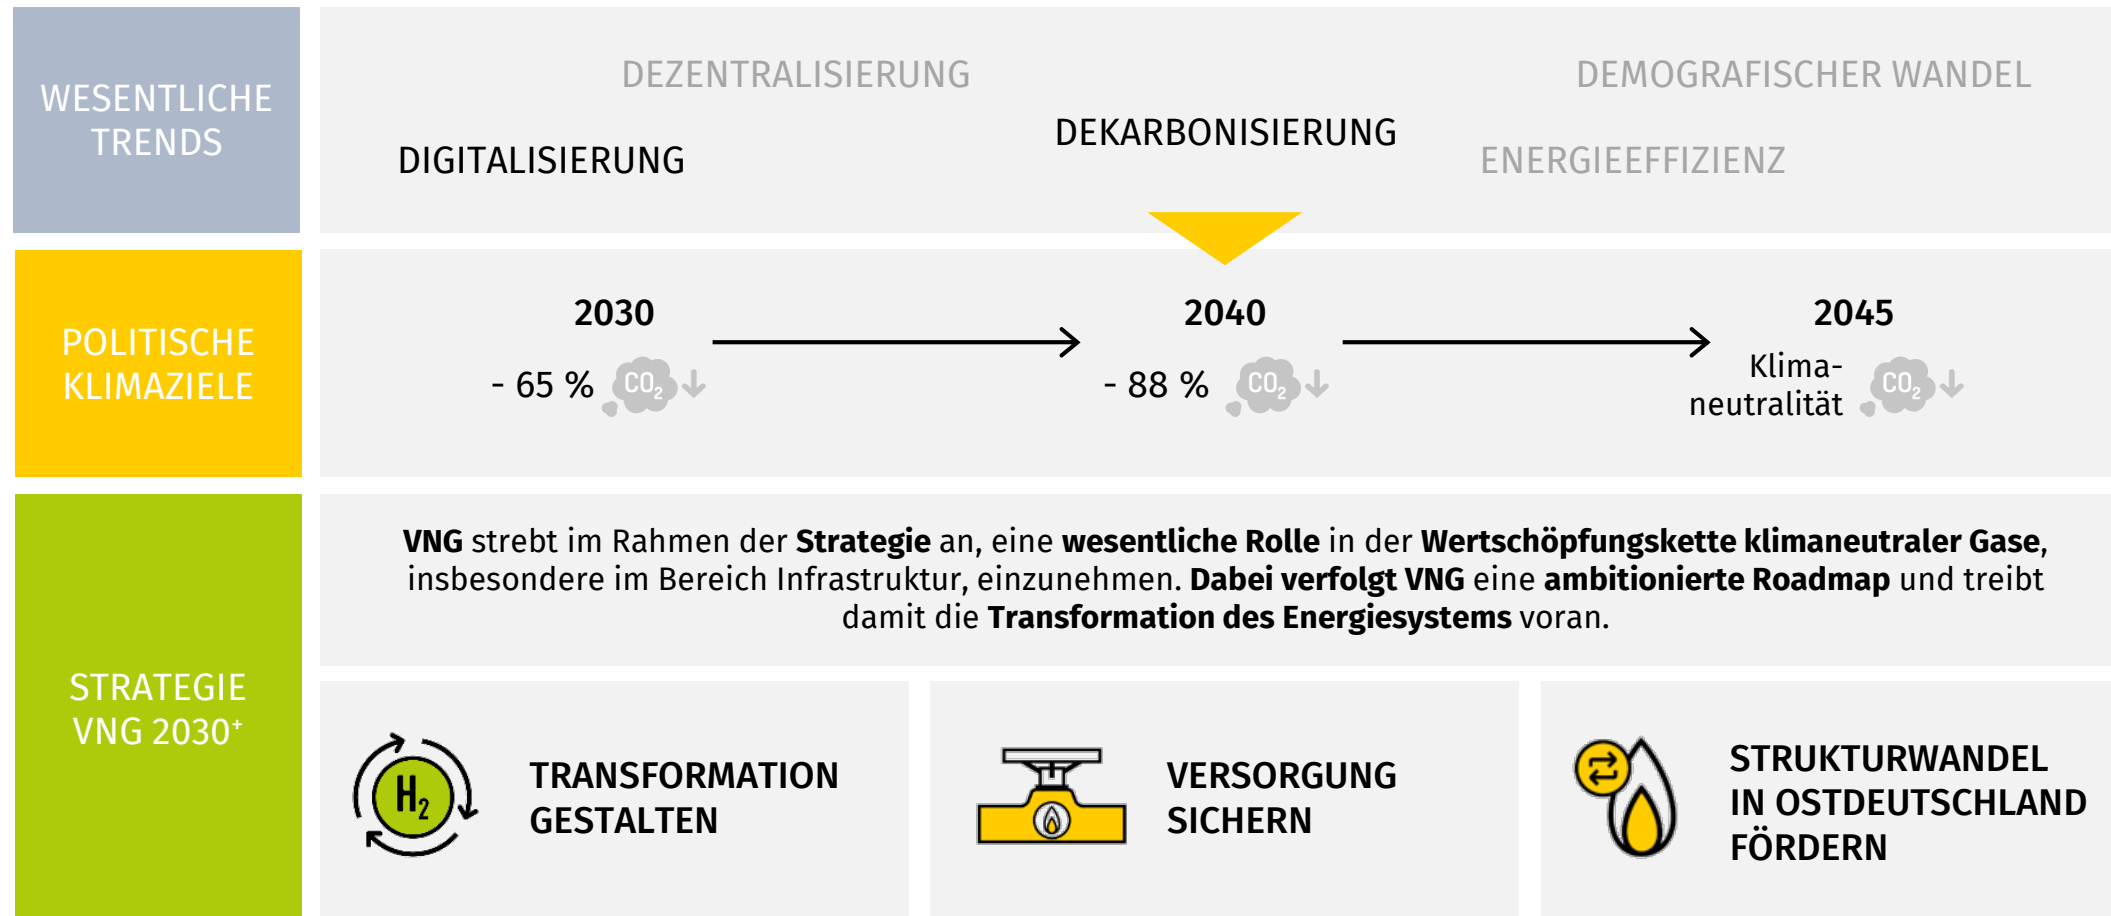 WESENTLICHE
TRENDS
DEZENTRALISIERUNG
DEMOGRAFISCHER WANDEL
DEKARBONISIERUNG
DIGITALISIERUNG
ENERGIEEFFIZIENZ
POLITISCHE
KLIMAZIELE
2030
- 65 % CO₂
2040
- 88 % CO₂
2045
Klima-
neutralität CO₂
STRATEGIE
VNG 2030⁺
VNG strebt im Rahmen der Strategie an, eine wesentliche Rolle in der Wertschöpfungskette klimaneutraler Gase,
insbesondere im Bereich Infrastruktur, einzunehmen. Dabei verfolgt VNG eine ambitionierte Roadmap und treibt
damit die Transformation des Energiesystems voran.
H₂
TRANSFORMATION
GESTALTEN
VERSORGUNG
SICHERN
STRUKTURWANDEL
IN OSTDEUTSCHLAND
FÖRDERN